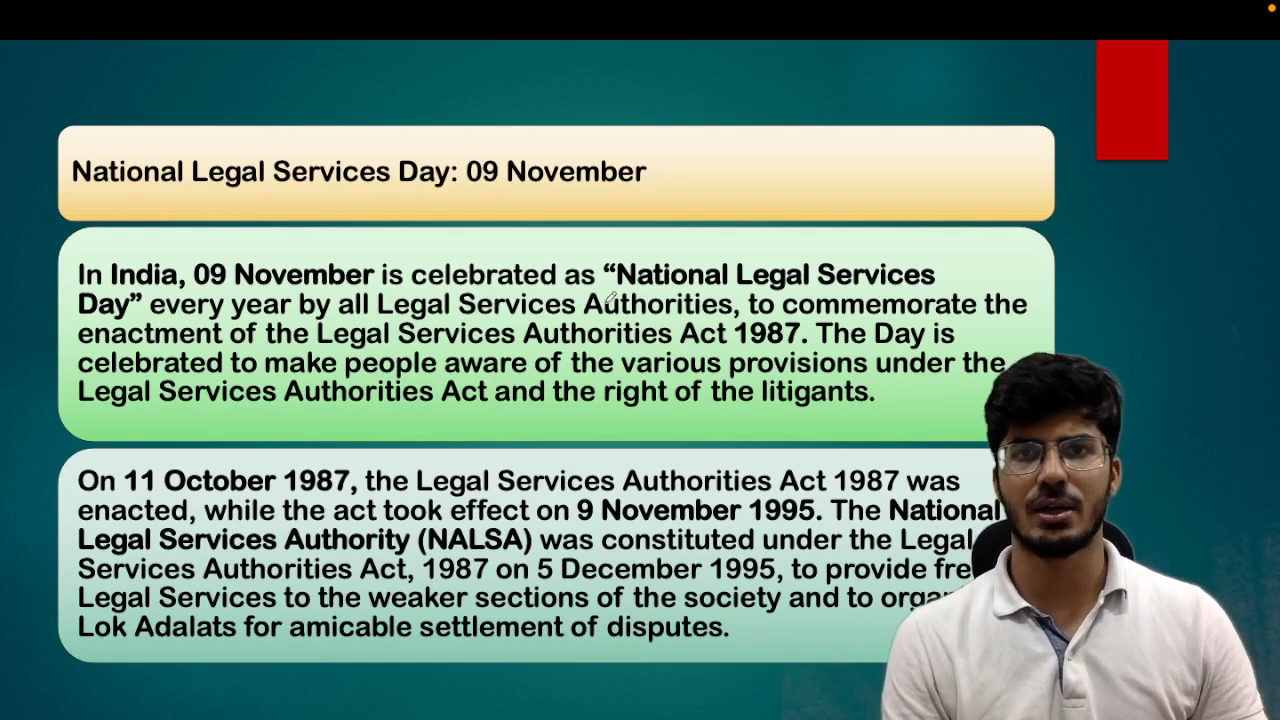 National Legal Services Day: 09 November
In India, 09 November is celebrated as “National Legal Services
Day” every year by all Legal Services Authorities, to commemorate the
enactment of the Legal Services Authorities Act 1987. The Day is
celebrated to make people aware of the various provisions under the
Legal Services Authorities Act and the right of the litigants.
On 11 October 1987, the Legal Services Authorities Act 1987 was
enacted, while the act took effect on 9 November 1995. The National
Legal Services Authority (NALSA) was constituted under the Legal
Services Authorities Act, 1987 on 5 December 1995, to provide
Legal Services to the weaker sections of the society and to
Lok Adalats for amicable settlement of disputes.